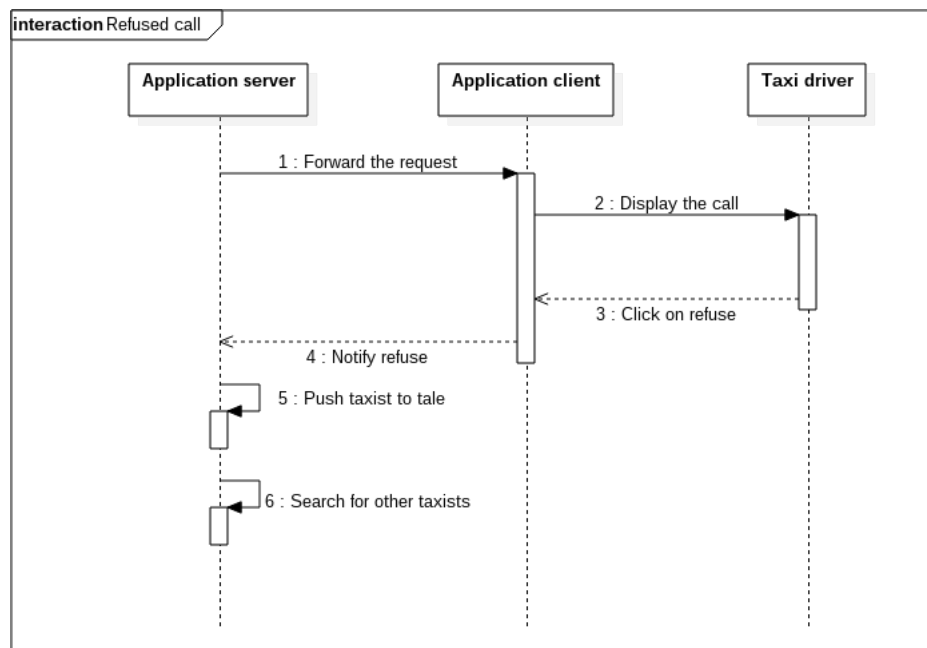 interaction Refused call
Application server
Application client
Taxi driver
1 : Forward the request
2 : Display the call
3 : Click on refuse
4 : Notify refuse
5 : Push taxist to tale
6 : Search for other taxists